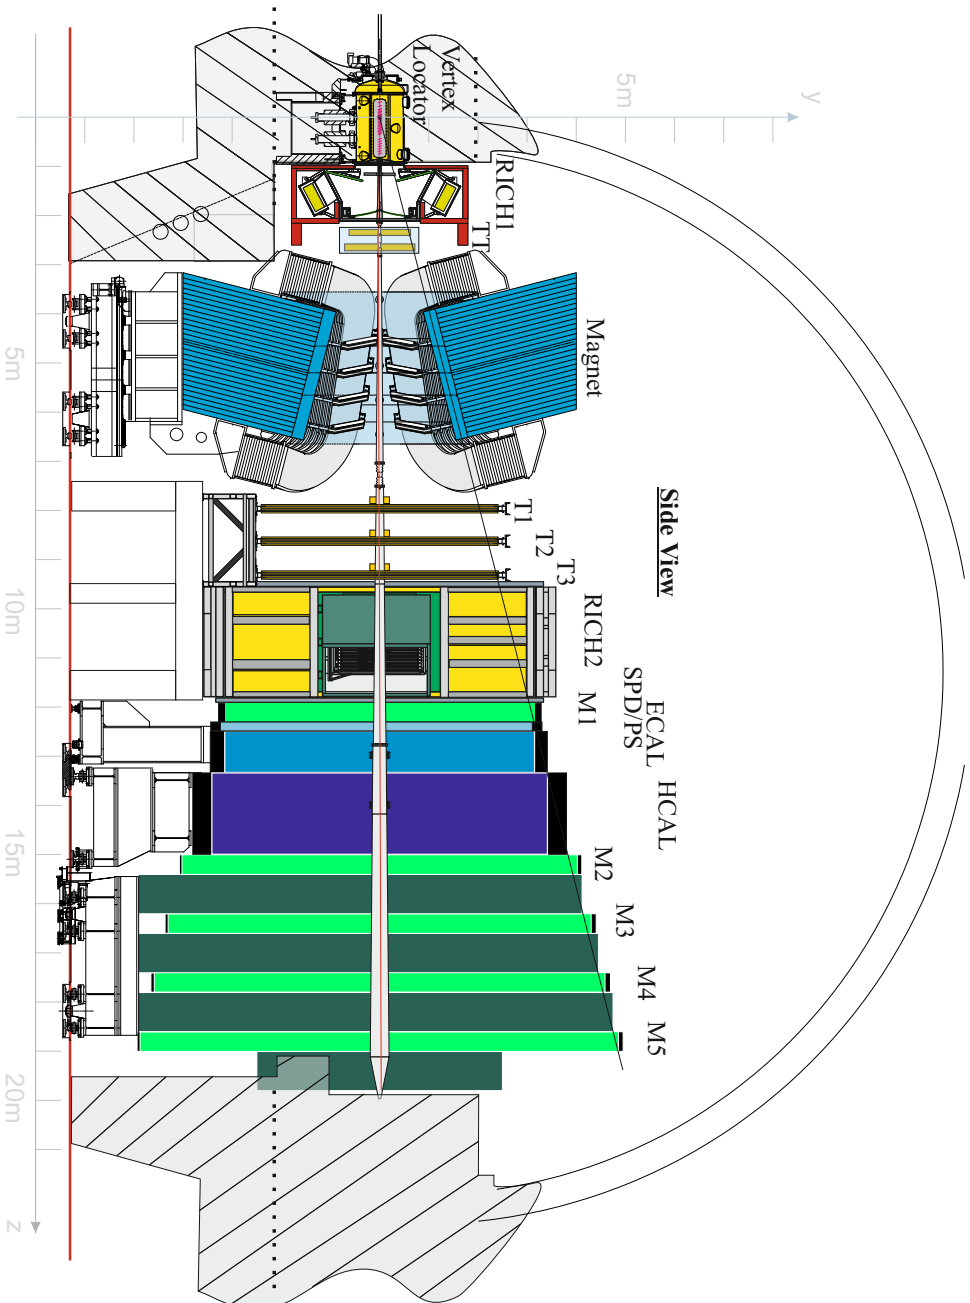 y
5m
Vertex
Locator
RICH1
TT
Magnet
Side View
T1
T2
T3
RICH2
M1
SPD/PS
ECAL
HCAL
M2
M3
M4
M5
5m
10m
15m
20m
z